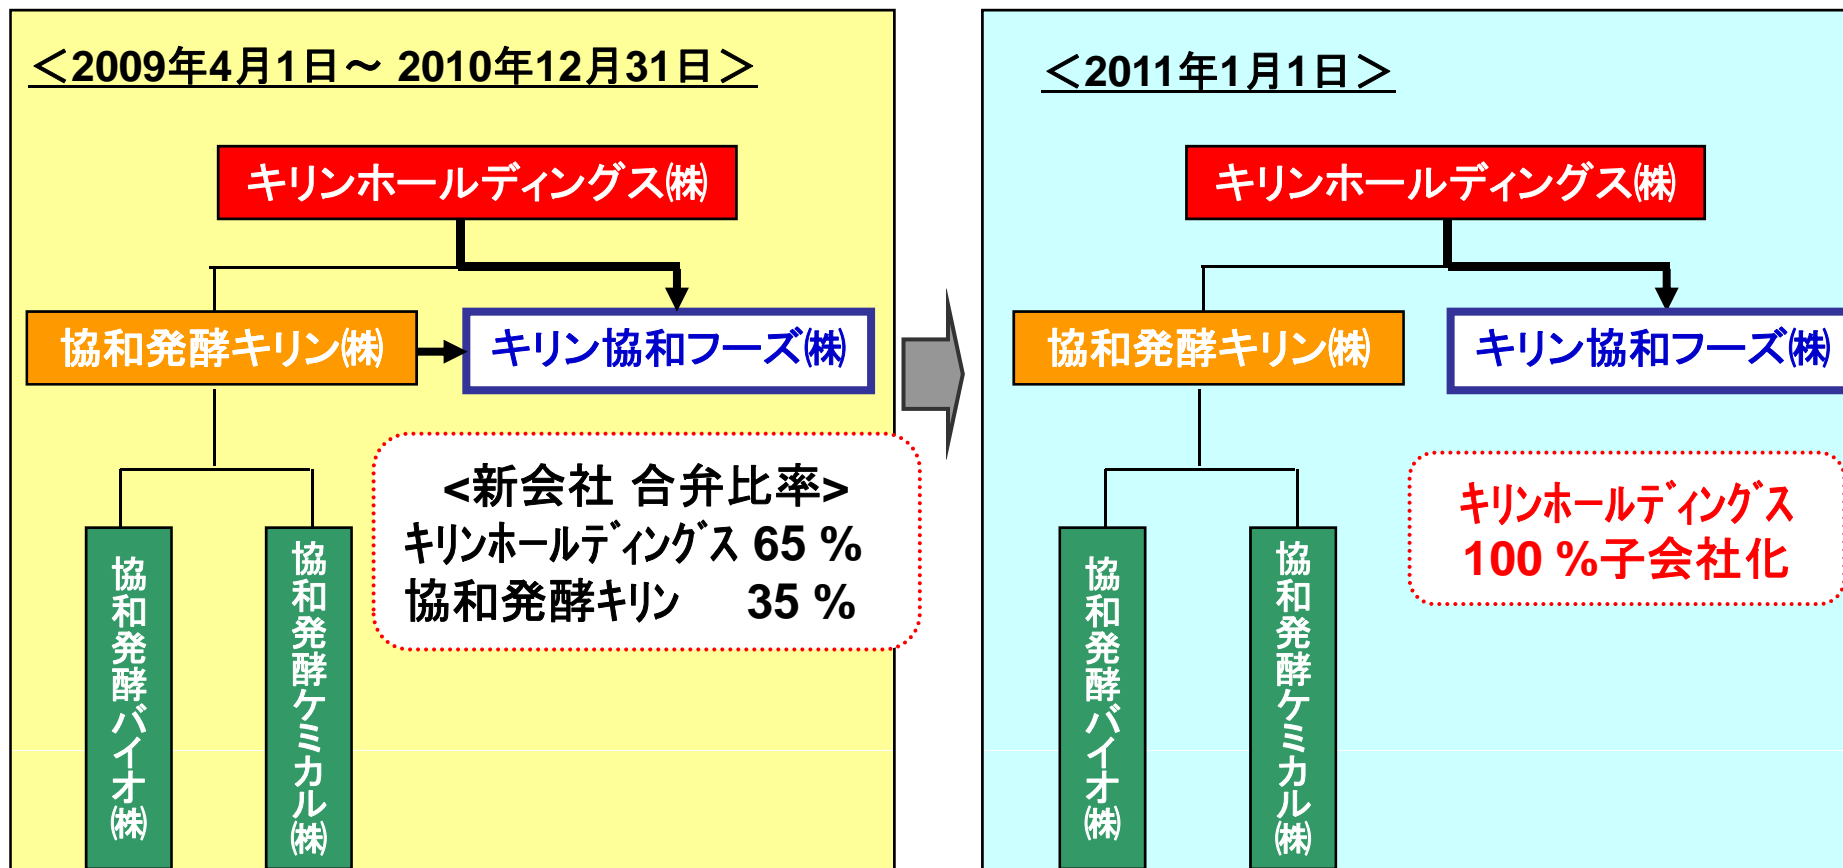 ＜2009年4月1日～ 2010年12月31日＞
キリンホールディングス㈱
協和発酵キリン㈱
キリン協和フーズ㈱
<新会社 合弁比率>
ｷﾘﾝﾎｰﾙﾃﾞｨﾝｸﾞｽ 65 %
協和発酵ｷﾘﾝ 35 %
協和発酵バイオ㈱
協和発酵ケミカル㈱
＜2011年1月1日＞
キリンホールディングス㈱
協和発酵キリン㈱
キリン協和フーズ㈱
ｷﾘﾝﾎｰﾙﾃﾞｨﾝｸﾞｽ
100 %子会社化
協和発酵バイオ㈱
協和発酵ケミカル㈱